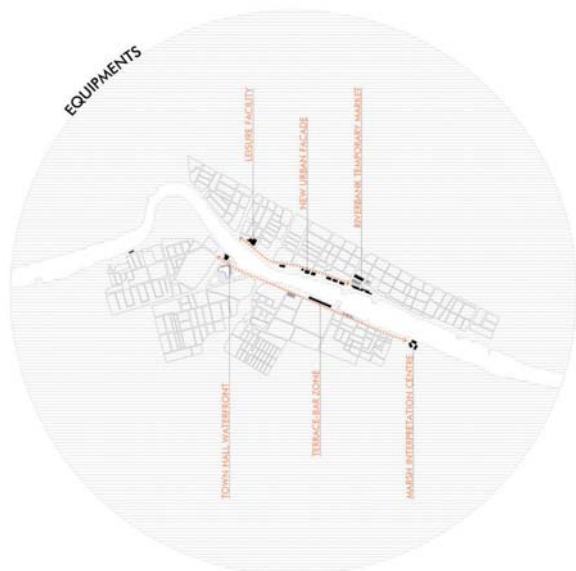 EQUIPMENTS
LEISURE FACILITY
NEW URBAN FACADE
RIVERBANK TEMPORARY MARKET
TOWN HALL WATERFRONT
TERRACE-BAR ZONE
MARSH INTERPRETATION CENTRE